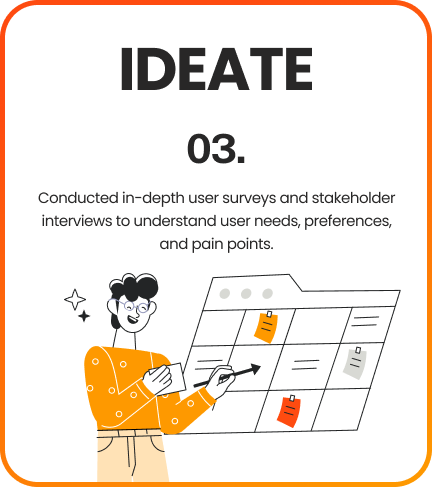 IDEATE
03.
Conducted in-depth user surveys and stakeholder
interviews to understand user needs, preferences,
and pain points.